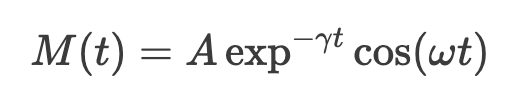 M(t) = A exp^{-γt} cos(ωt)